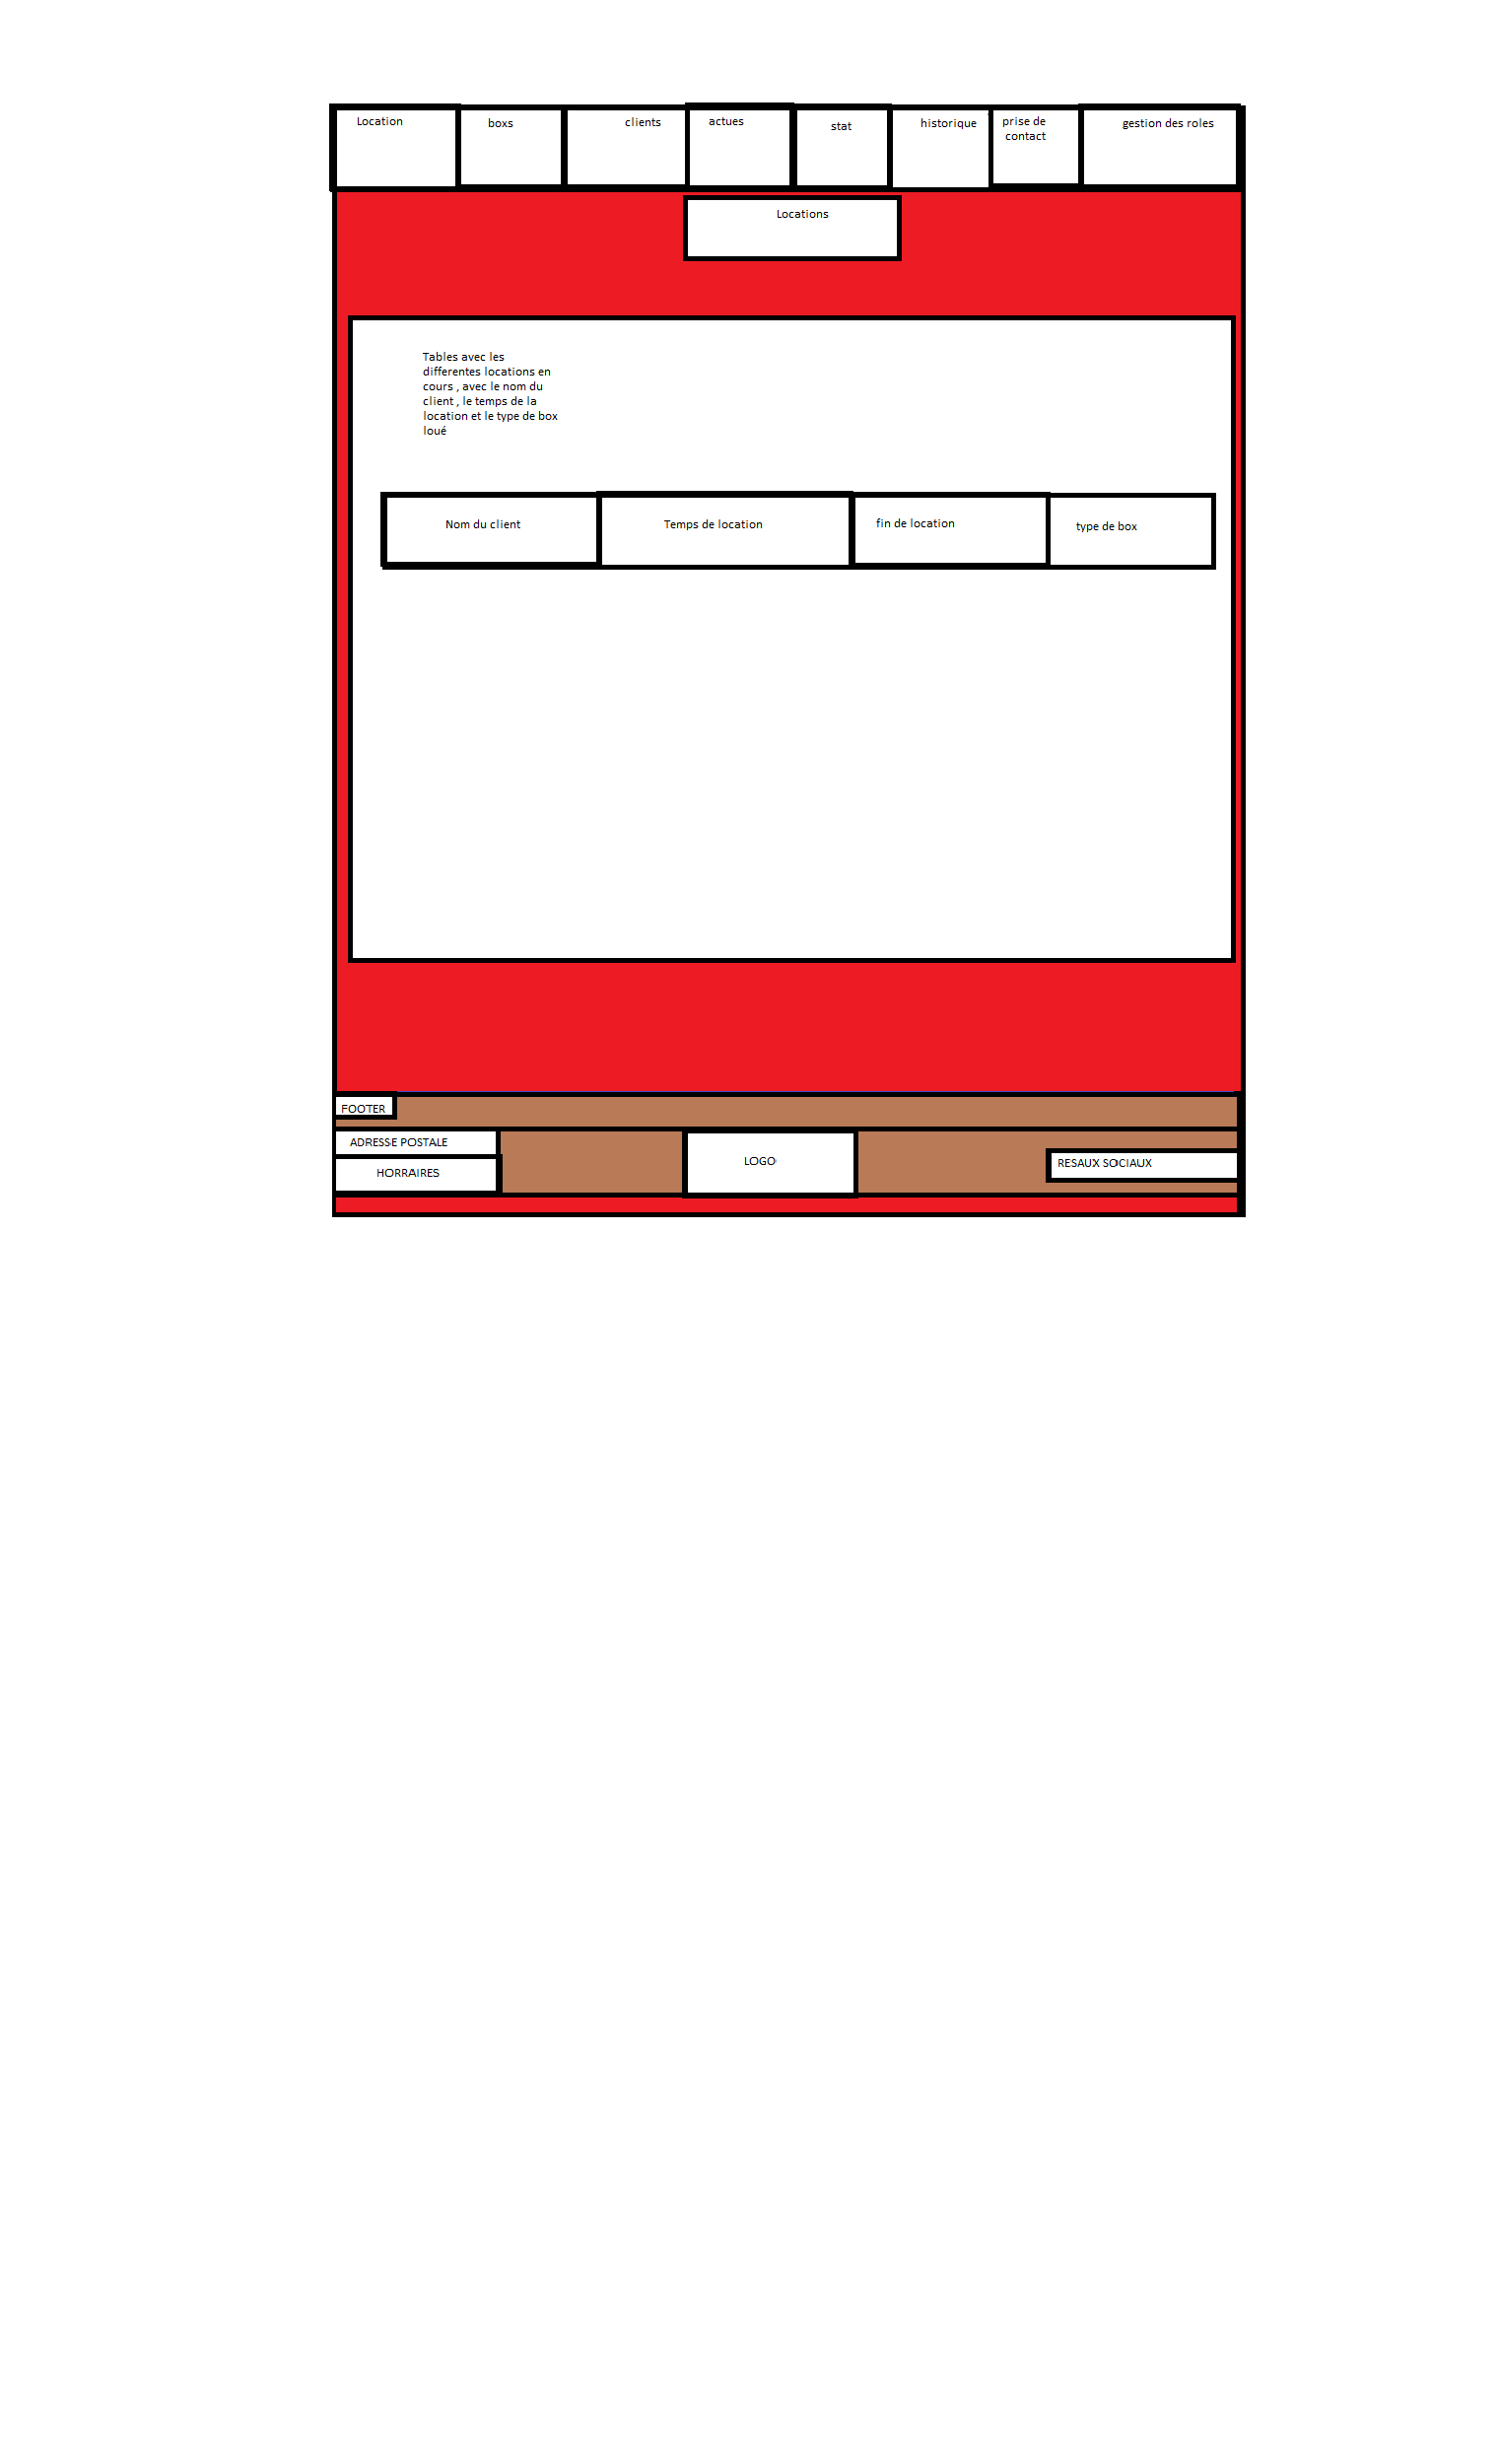 Location
boxs
clients
actues
stat
historique
prise de
contact
gestion des roles
Locations
Tables avec les
differentes locations en
cours , avec le nom du
client , le temps de la
location et le type de box
loué
Nom du client
Temps de location
fin de location
type de box
FOOTER
ADRESSE POSTALE
HORRAIRES
LOGO
RESAUX SOCIAUX